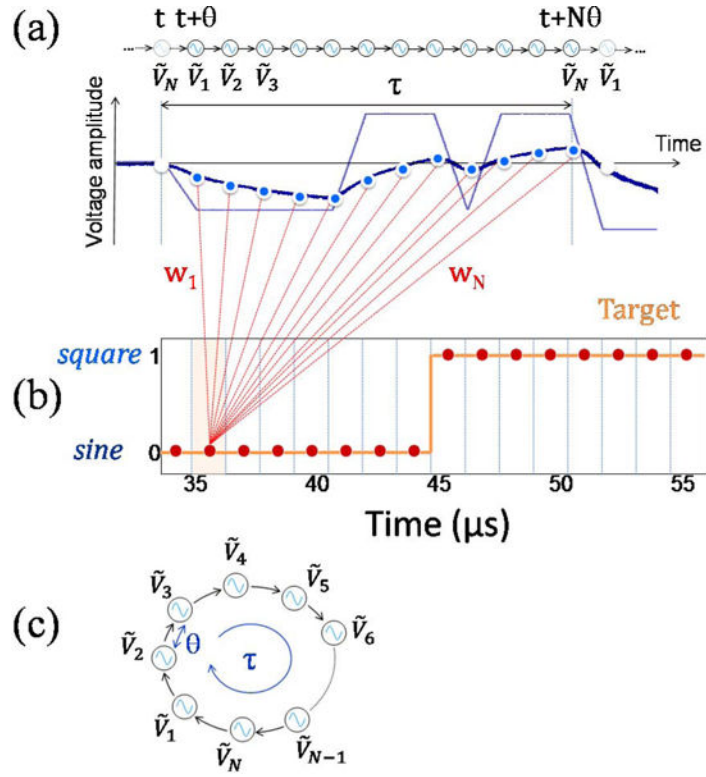 (a)
t t+θ t+Nθ
... ...
Ṽ_N Ṽ_1 Ṽ_2 Ṽ_3 Ṽ_N Ṽ_1
τ
Time
Voltage amplitude
w_1 w_N
Target
square 1
(b)
sine 0
35 40 45 50 55
Time (μs)
(c)
Ṽ_4
Ṽ_3 Ṽ_5
θ
Ṽ_2 τ Ṽ_6
Ṽ_1
Ṽ_N Ṽ_{N−1}